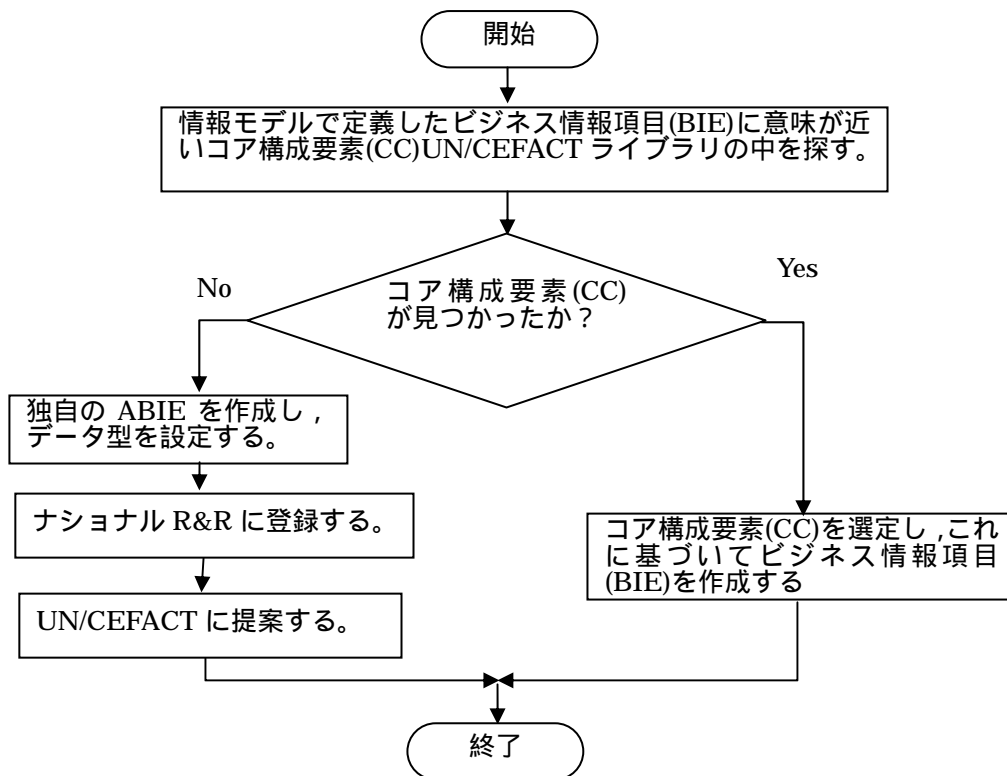 開始
情報モデルで定義したビジネス情報項目(BIE)に意味が近
いコア構成要素(CC)UN/CEFACT ライブラリの中を探す。
No
Yes
コア構成要素(CC)
が見つかったか？
独自の ABIE を作成し，
データ型を設定する。
ナショナル R&R に登録する。
コア構成要素(CC)を選定し，これ
に基づいてビジネス情報項目
(BIE)を作成する
UN/CEFACT に提案する。
終了